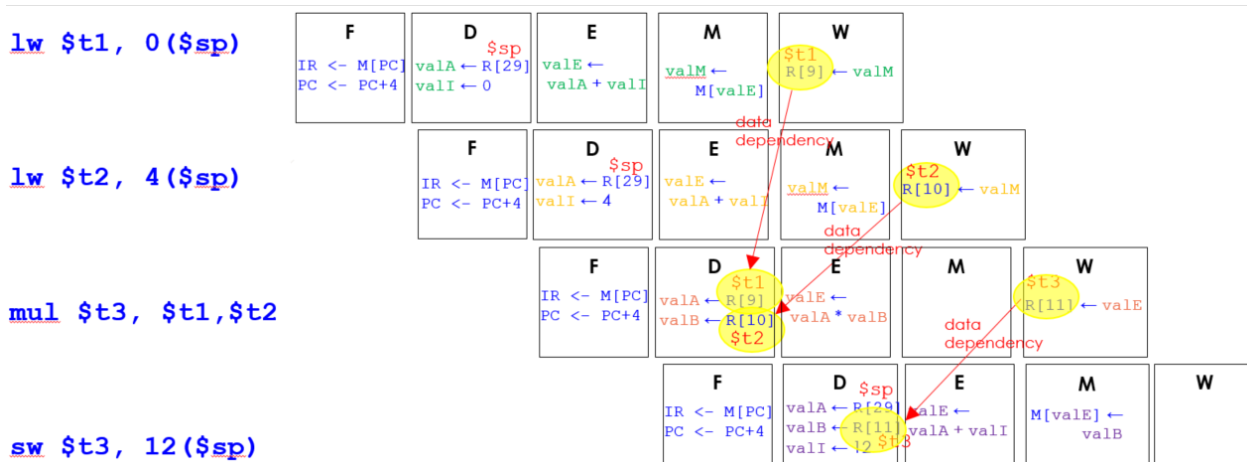 lw $t1, 0($sp)
F
IR <- M[PC]
PC <- PC+4
D
$sp
valA ← R[29]
valI ← 0
E
valE ←
valA + valI
M
valM ←
M[valE]
W
$t1
R[9] ← valM
data
dependency
lw $t2, 4($sp)
F
IR <- M[PC]
PC <- PC+4
D
$sp
valA ← R[29]
valI ← 4
E
valE ←
valA + valI
M
valM ←
M[valE]
W
$t2
R[10] ← valM
data
dependency
mul $t3, $t1,$t2
F
IR <- M[PC]
PC <- PC+4
D
$t1
valA ← R[9]
valB ← R[10]
$t2
E
valE ←
valA * valB
M
W
$t3
R[11] ← valE
data
dependency
sw $t3, 12($sp)
F
IR <- M[PC]
PC <- PC+4
D
$sp
valA ← R[29]
valB ← R[11]
valI ← 12
$t3
E
valE ←
valA + valI
M
M[valE] ←
valB
W